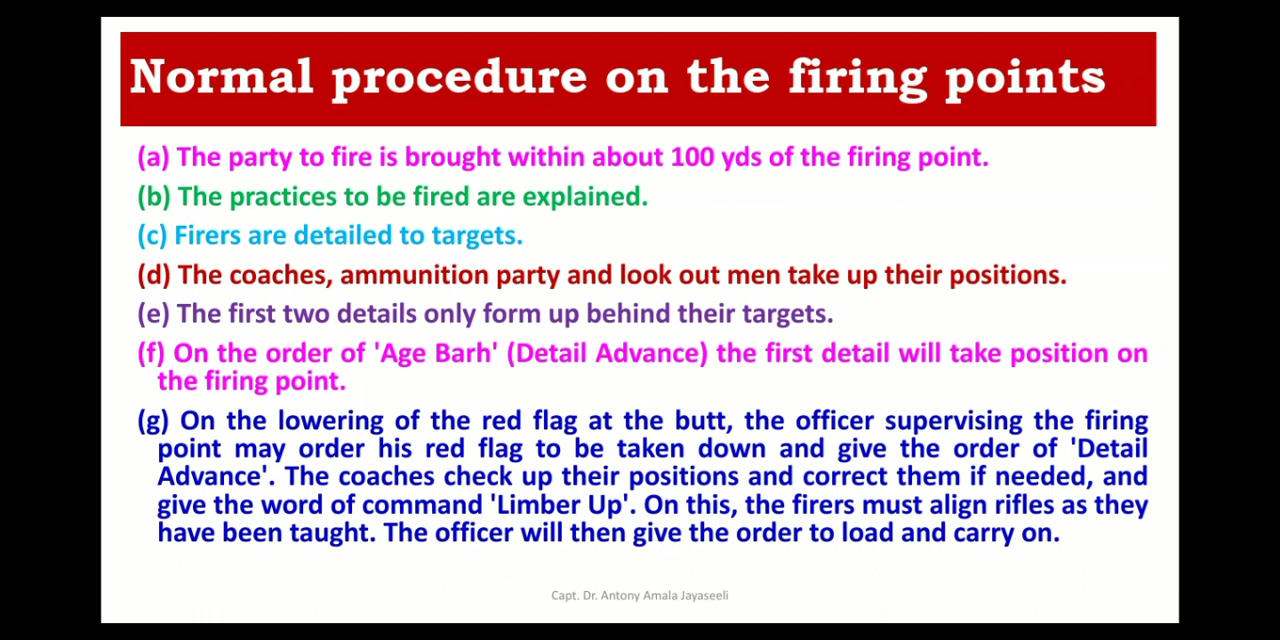 Normal procedure on the firing points
(a) The party to fire is brought within about 100 yds of the firing point.
(b) The practices to be fired are explained.
(c) Firers are detailed to targets.
(d) The coaches, ammunition party and look out men take up their positions.
(e) The first two details only form up behind their targets.
(f) On the order of 'Age Barh' (Detail Advance) the first detail will take position on
the firing point.
(g) On the lowering of the red flag at the butt, the officer supervising the firing
point may order his red flag to be taken down and give the order of 'Detail
Advance'. The coaches check up their positions and correct them if needed, and
give the word of command 'Limber Up'. On this, the firers must align rifles as they
have been taught. The officer will then give the order to load and carry on.
Capt. Dr. Antony Amala Jayaseeli